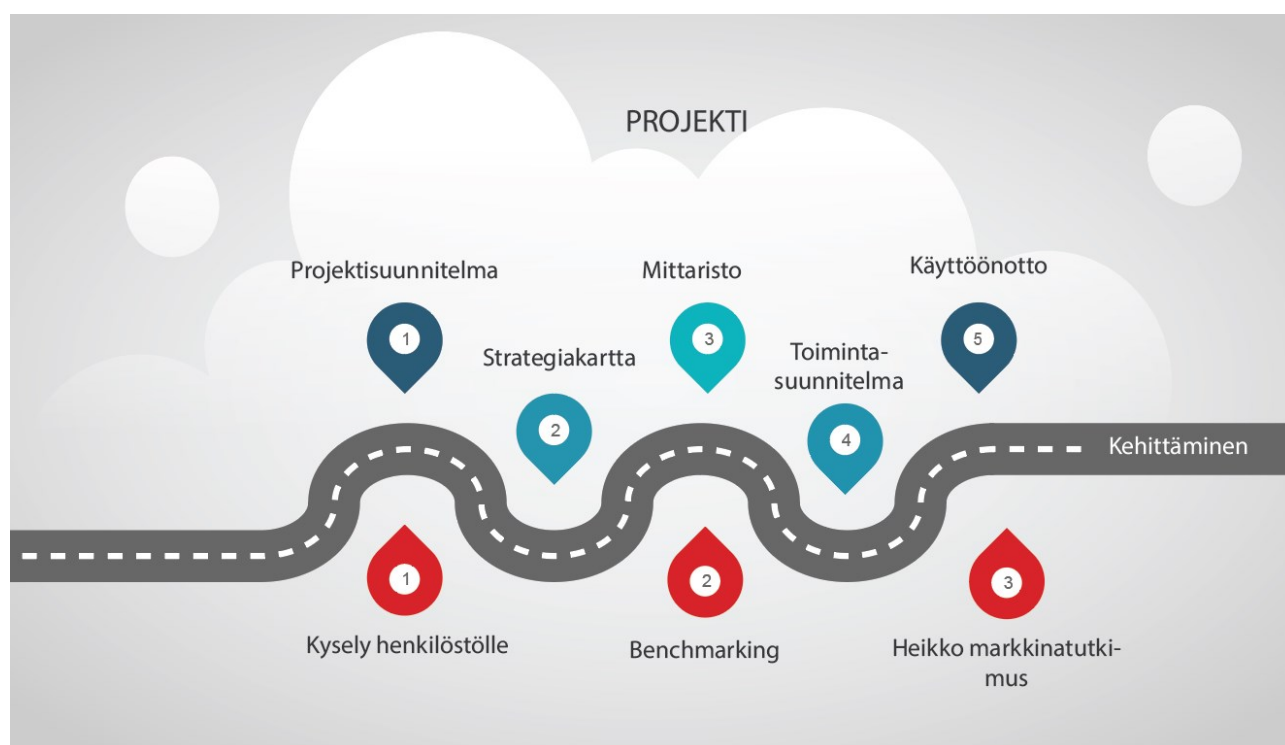 PROJEKTI
Projektisuunnitelma
Mittaristo
Käyttöönotto
1
3
5
Strategiakartta
Toiminta-
suunnitelma
2
4
Kehittäminen
1
2
3
Kysely henkilöstölle
Benchmarking
Heikko markkinatutki-
mus